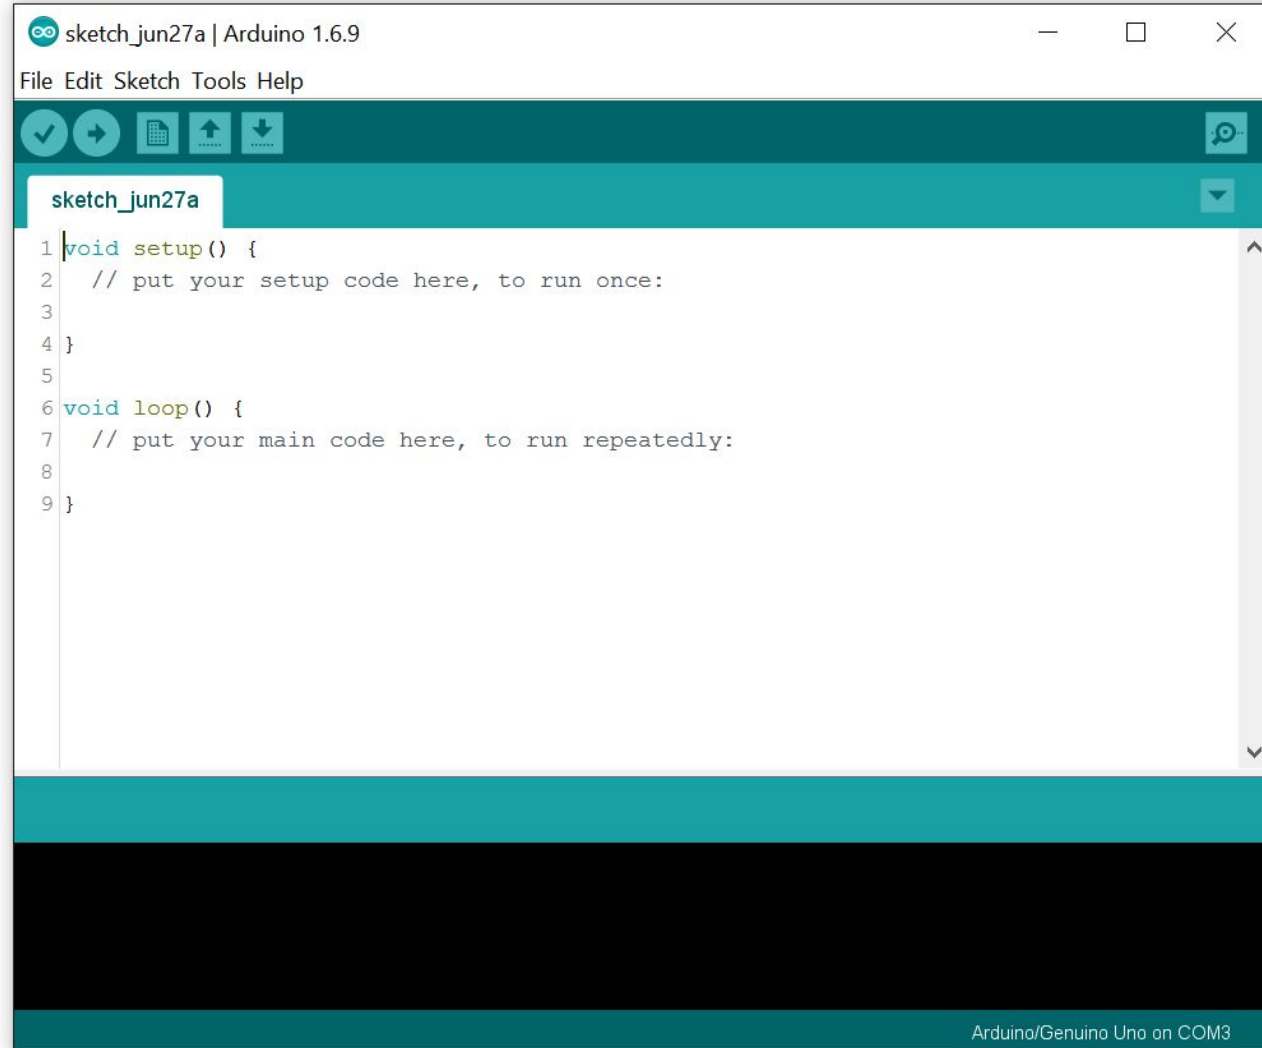 sketch_jun27a | Arduino 1.6.9
File Edit Sketch Tools Help
sketch_jun27a
1 void setup() {
2   // put your setup code here, to run once:
3
4 }
5
6 void loop() {
7   // put your main code here, to run repeatedly:
8
9 }
Arduino/Genuino Uno on COM3